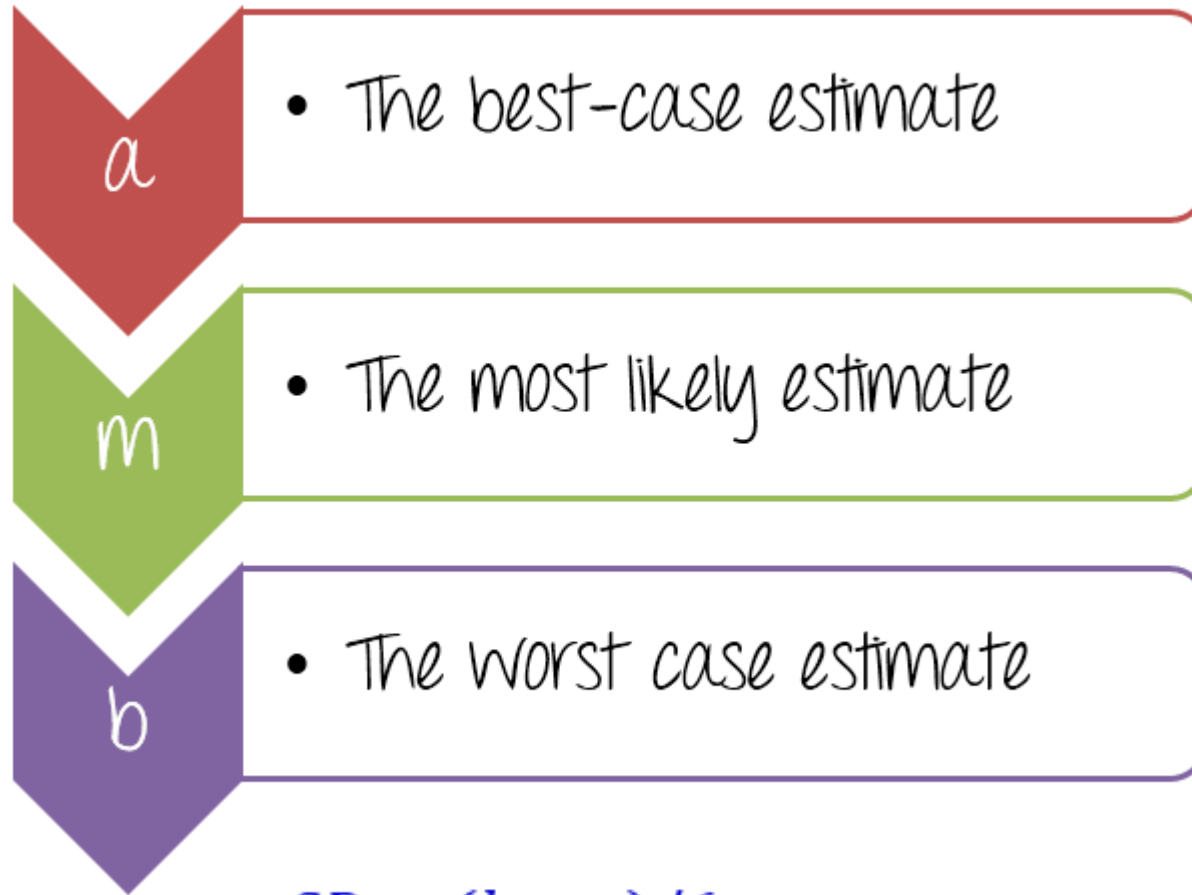 a
• The best-case estimate
m
• The most likely estimate
b
• The worst case estimate